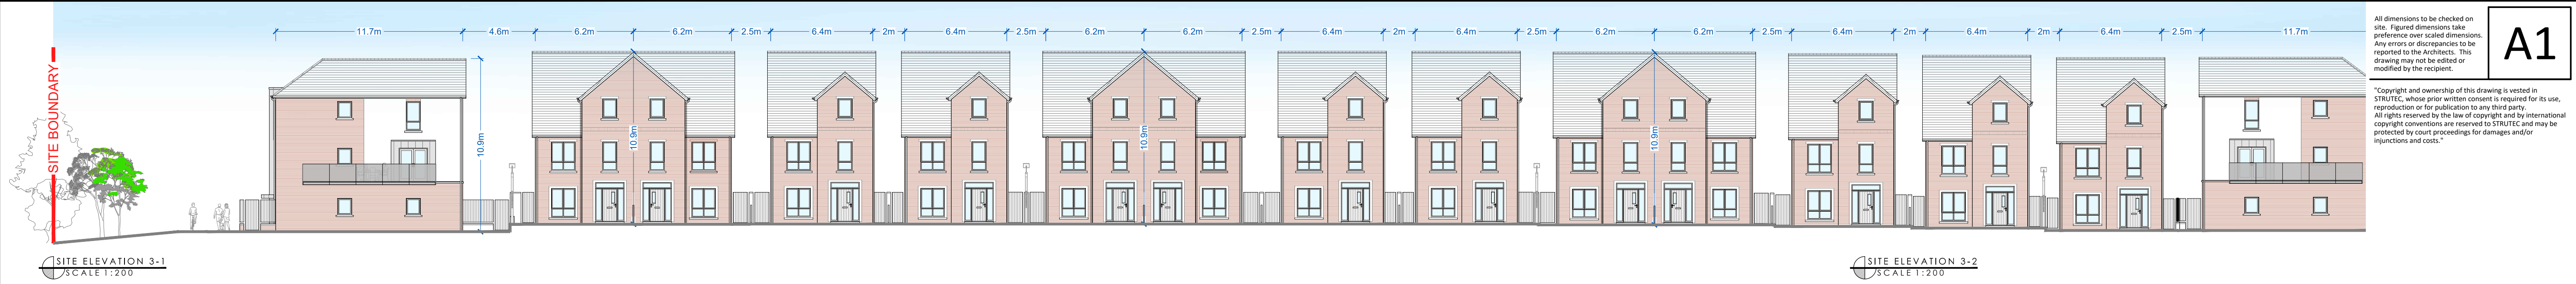 11.7m 4.6m 6.2m 6.2m 2.5m 6.4m 2m 6.4m 2.5m 6.2m 6.2m 2.5m 6.4m 2m 6.4m 2.5m 6.2m 6.2m 2.5m 6.4m 2m 6.4m 2m 6.4m 2.5m 11.7m
SITE BOUNDARY
10.9m
10.9m
10.9m
10.9m
SITE ELEVATION 3-1
SCALE 1:200
SITE ELEVATION 3-2
SCALE 1:200
All dimensions to be checked on
site. Figured dimensions take
preference over scaled dimensions.
Any errors or discrepancies to be
reported to the Architects. This
drawing may not be edited or
modified by the recipient.
A1
"Copyright and ownership of this drawing is vested in
STRUTEC, whose prior written consent is required for its use,
reproduction or for publication to any third party.
All rights reserved by the law of copyright and by international
copyright conventions are reserved to STRUTEC and may be
protected by court proceedings for damages and/or
injunctions and costs."